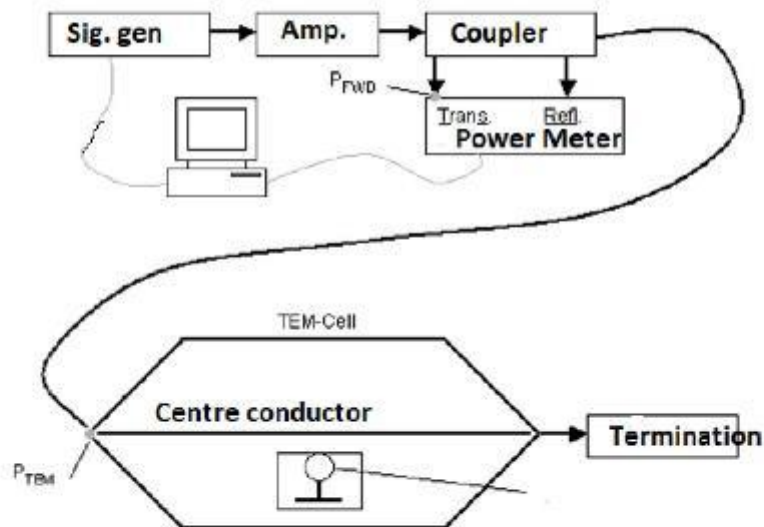 Sig. gen
Amp.
Coupler
PFWD
Trans.
Refl.
Power Meter
TEM-Cell
Centre conductor
Termination
PTEM